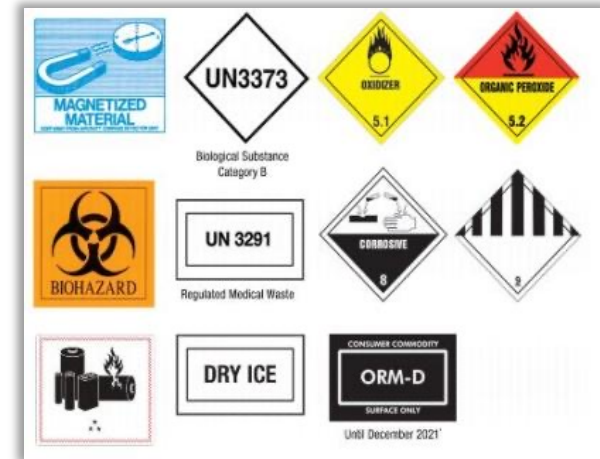 MAGNETIZED
MATERIAL
UN3373
Biological Substance
Category B
OXIDIZER
5.1
ORGANIC PEROXIDE
5.2
BIOHAZARD
UN 3291
Regulated Medical Waste
CORROSIVE
8
9
DRY ICE
CONSUMER COMMODITY
ORM-D
SURFACE ONLY
Until December 2021